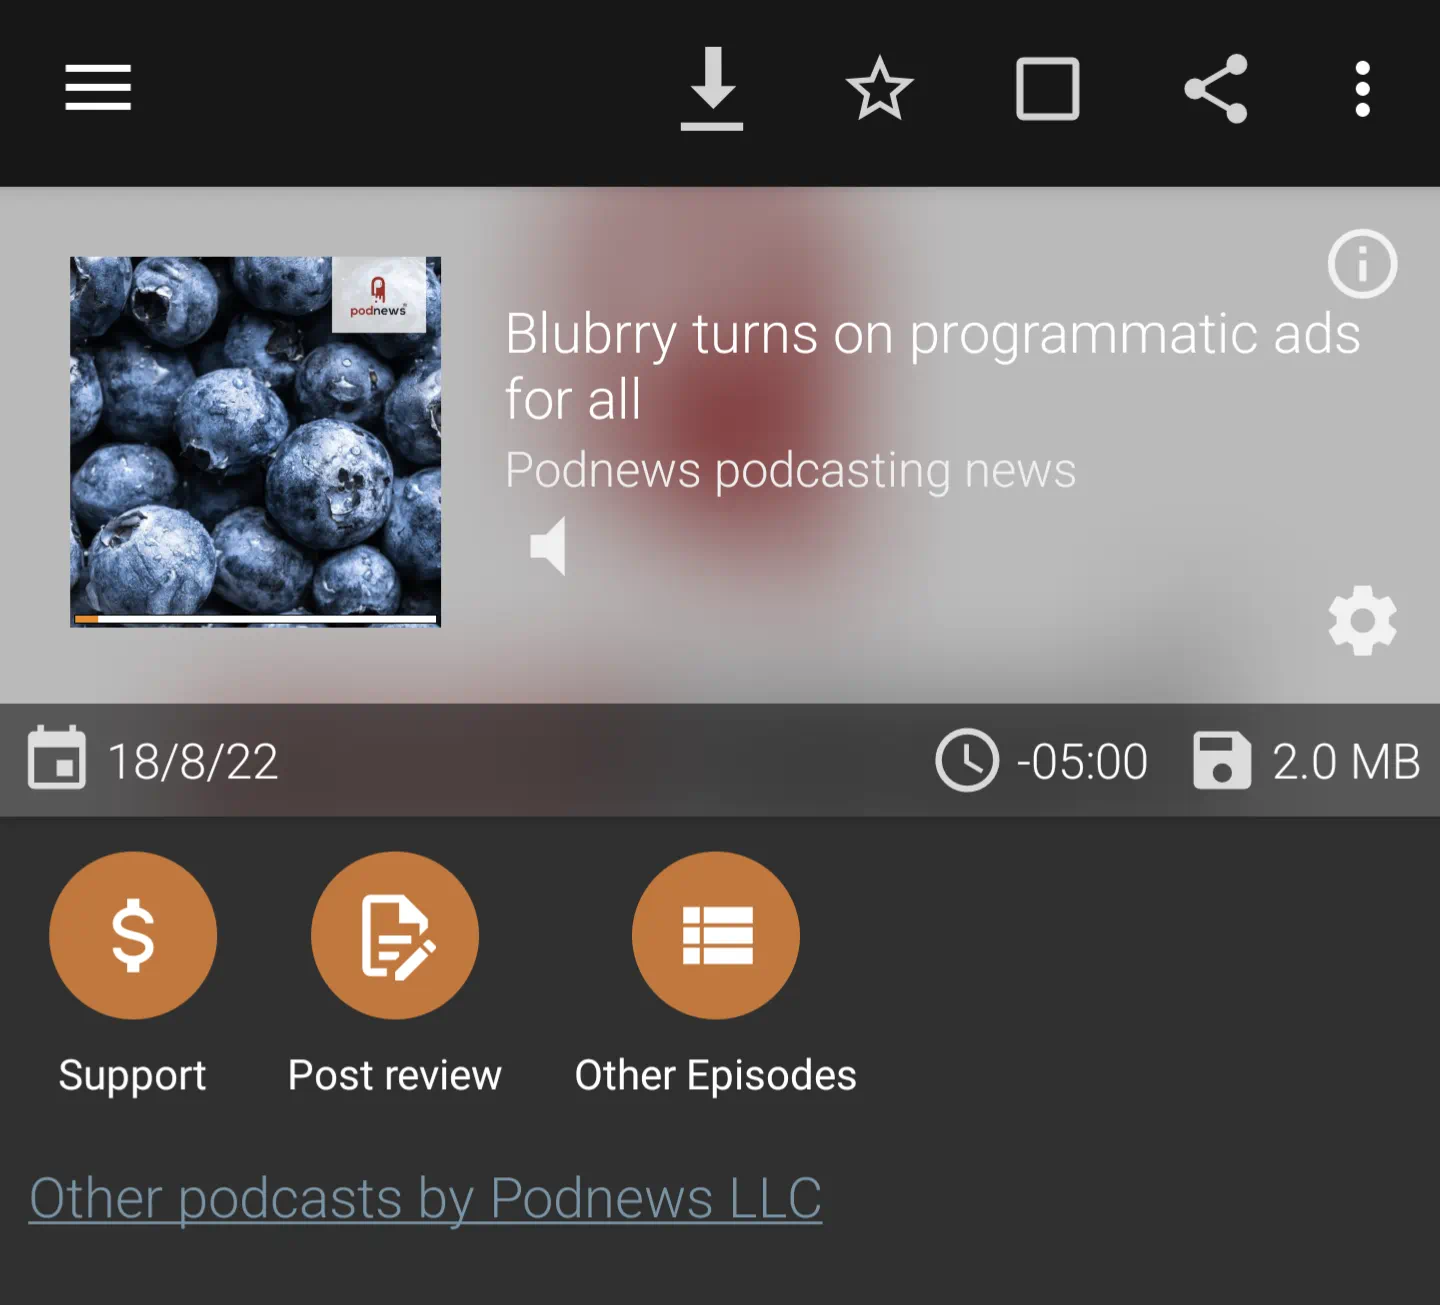 podnews
Blubrry turns on programmatic ads
for all
Podnews podcasting news
18/8/22
-05:00
2.0 MB
$
Support
Post review
Other Episodes
Other podcasts by Podnews LLC